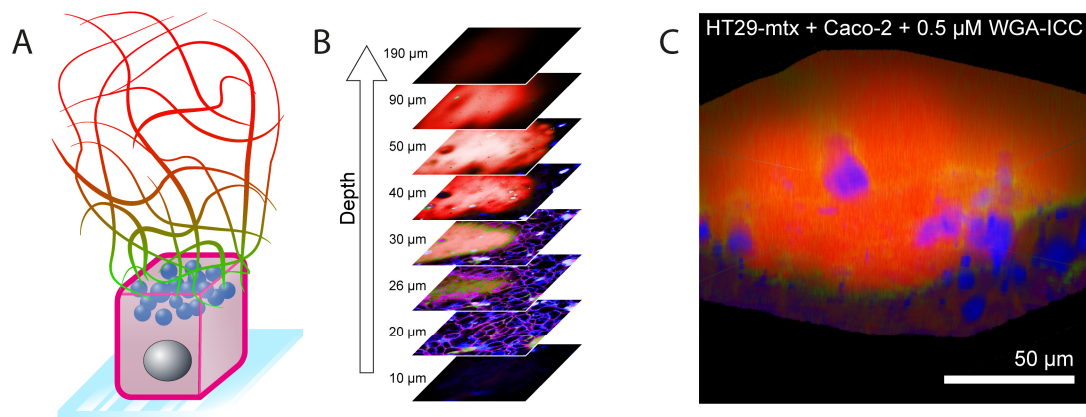 A
B
190 µm
90 µm
50 µm
40 µm
30 µm
26 µm
20 µm
10 µm
Depth
C
HT29-mtx + Caco-2 + 0.5 µM WGA-ICC
50 µm